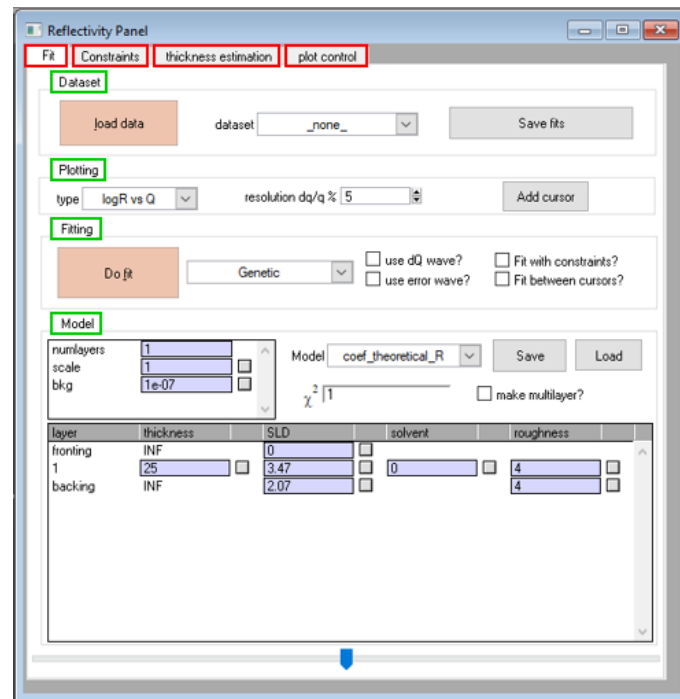 Reflectivity Panel
Fit Constraints thickness estimation plot control
Dataset
load data dataset _none_ Save fits
Plotting
type logR vs Q resolution dq/q % 5 Add cursor
Fitting
Do fit Genetic use dQ wave? Fit with constraints?
use error wave? Fit between cursors?
Model
numlayers 1
scale 1 Model coef_theoretical_R Save Load
bkg 1e-07
χ² 1 make multilayer?
layer thickness SLD solvent roughness
fronting INF 0
1 25 3.47 0 4
backing INF 2.07 4